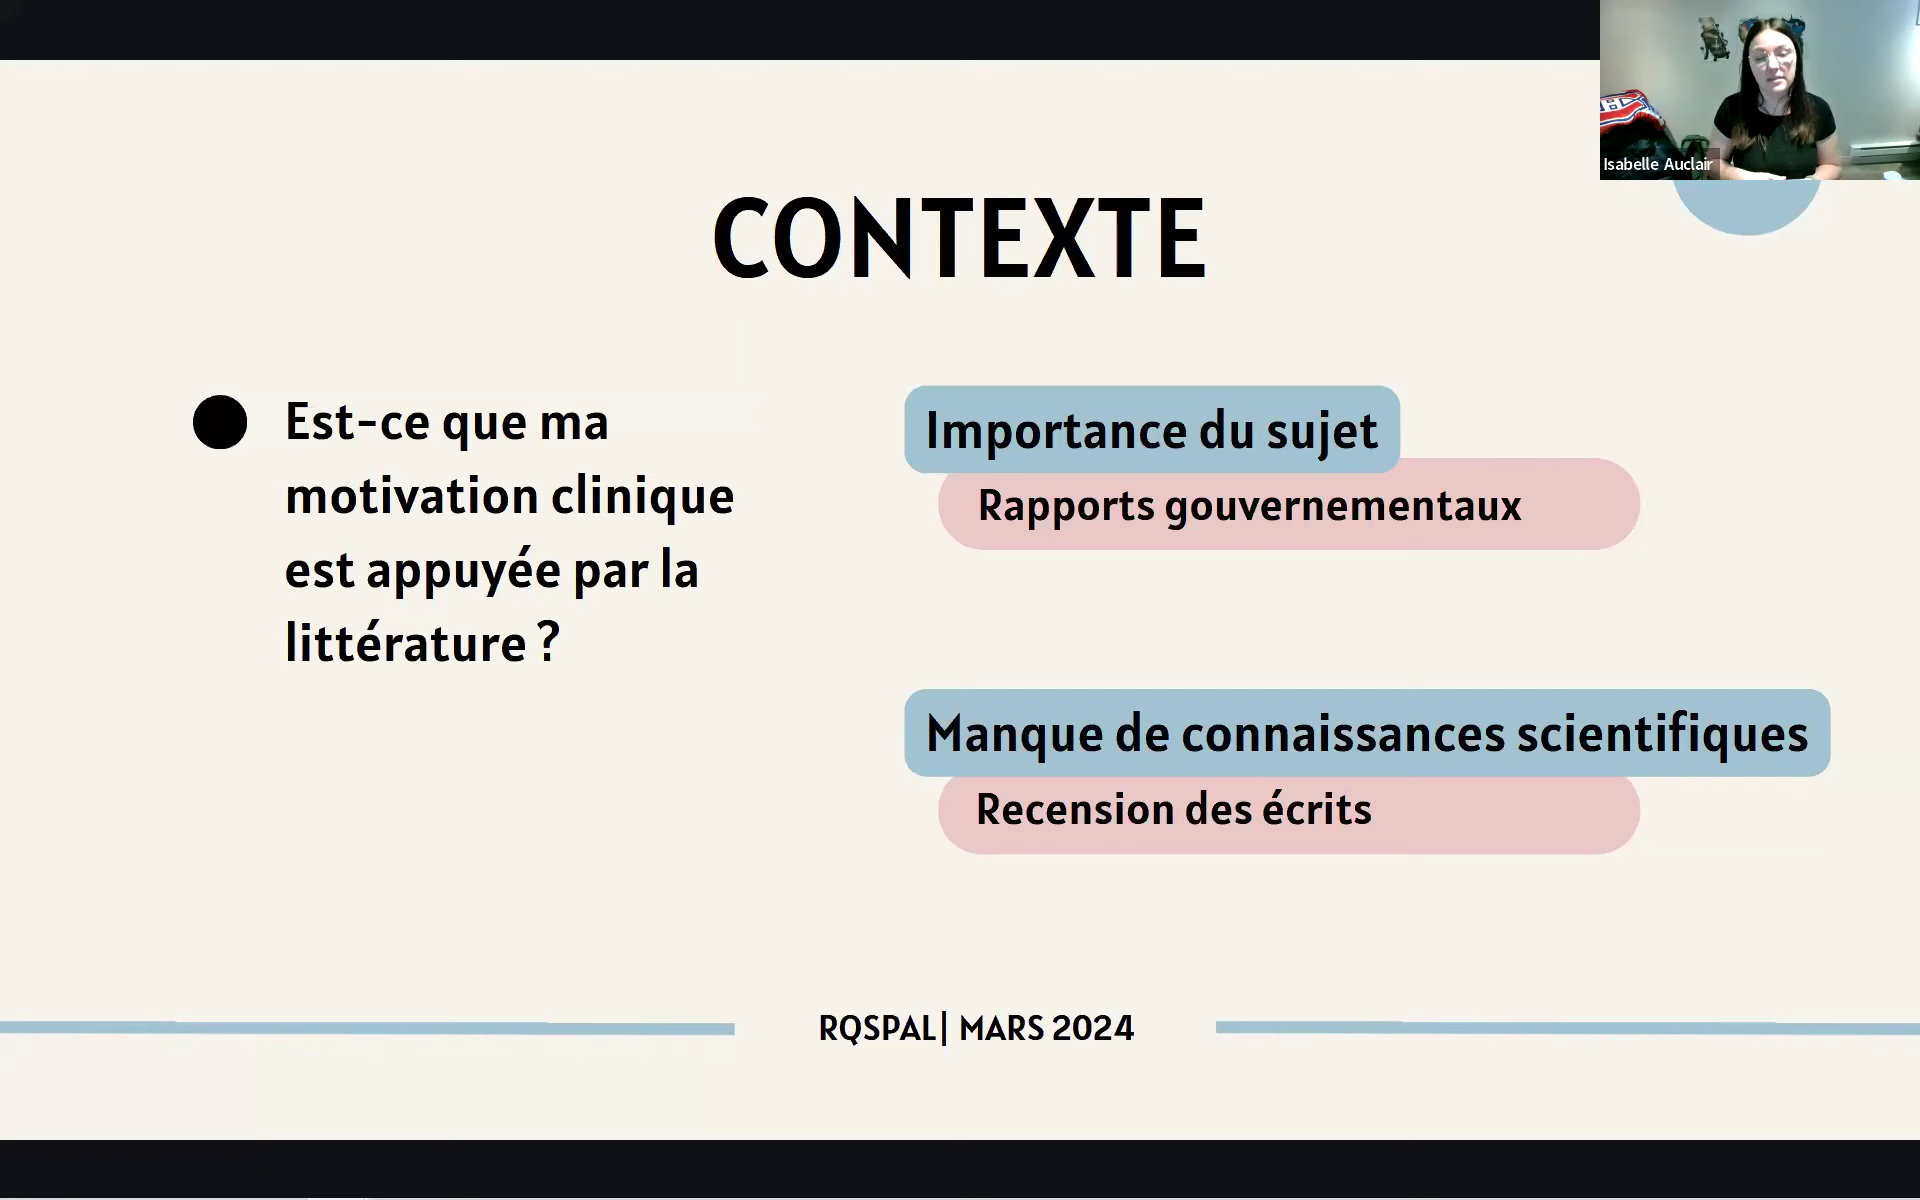 Isabelle Auclair
CONTEXTE
Est-ce que ma
motivation clinique
est appuyée par la
littérature ?
Importance du sujet
Rapports gouvernementaux
Manque de connaissances scientifiques
Recension des écrits
RQSPAL| MARS 2024